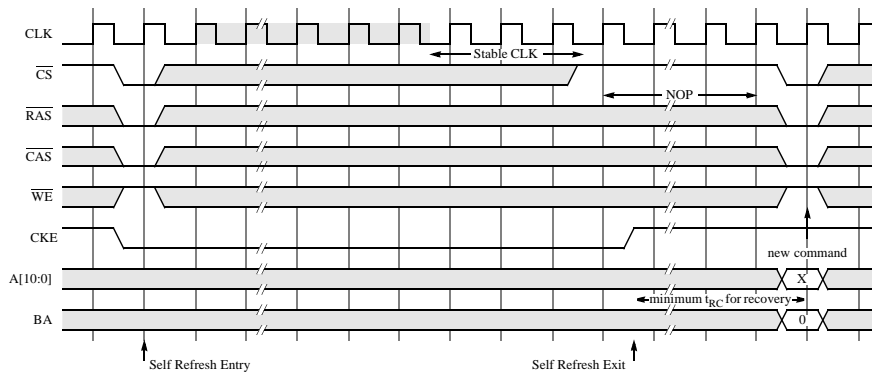 CLK
Stable CLK
CS
NOP
RAS
CAS
WE
CKE
new command
A[10:0]
X
minimum tRC for recovery
BA
0
Self Refresh Entry
Self Refresh Exit